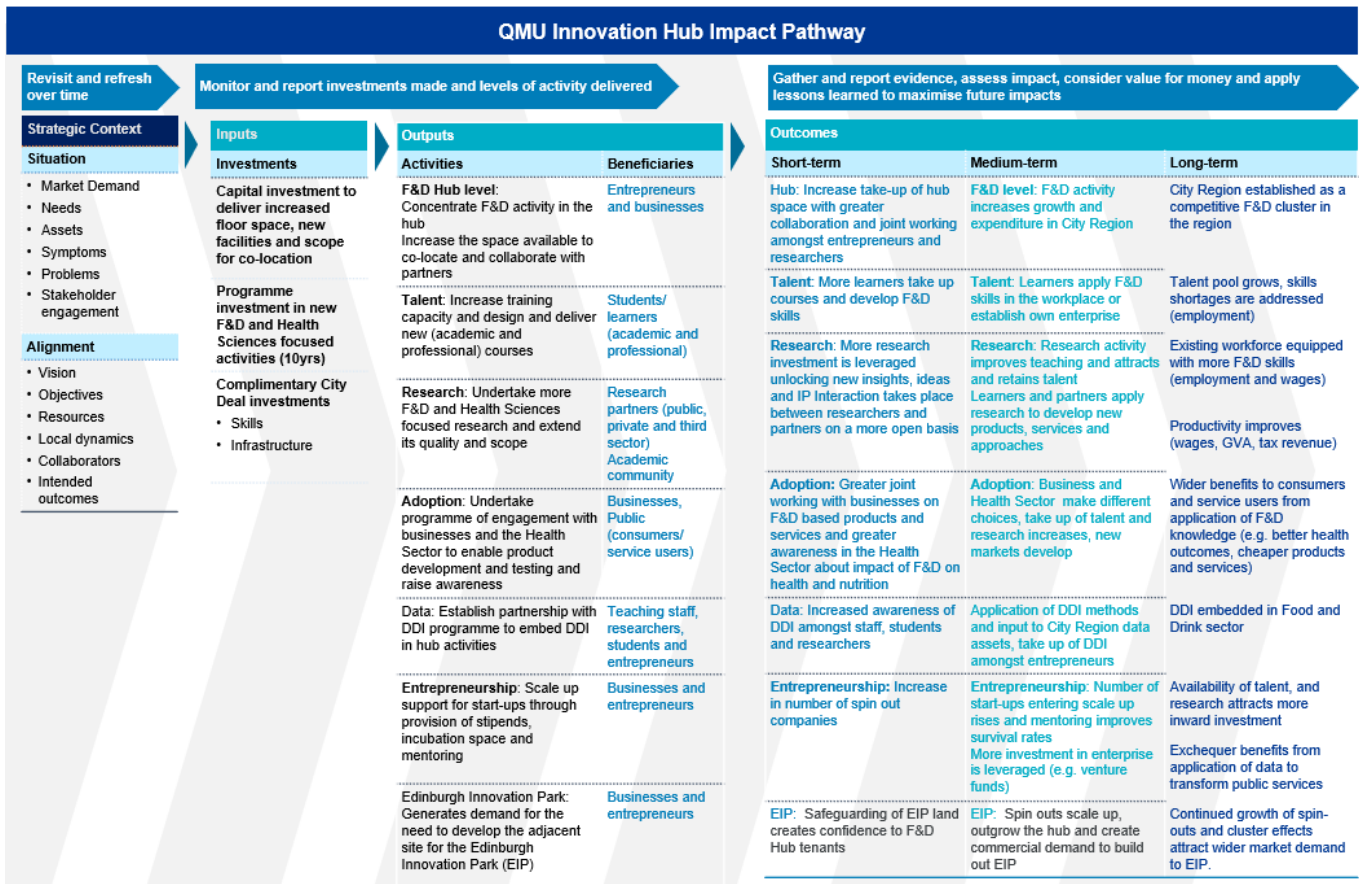 QMU Innovation Hub Impact Pathway
Revisit and refresh
over time
Monitor and report investments made and levels of activity delivered
Gather and report evidence, assess impact, consider value for money and apply
lessons learned to maximise future impacts
Strategic Context
Situation
• Market Demand
• Needs
• Assets
• Symptoms
• Problems
• Stakeholder
engagement
Alignment
• Vision
• Objectives
• Resources
• Local dynamics
• Collaborators
• Intended
outcomes
Inputs
Investments
Capital investment to
deliver increased
floor space, new
facilities and scope
for co-location
Programme
investment in new
F&D and Health
Sciences focused
activities (10yrs)
Complimentary City
Deal investments
• Skills
• Infrastructure
Outputs
Activities
Beneficiaries
F&D Hub level:
Concentrate F&D activity in the
hub
Increase the space available to
co-locate and collaborate with
partners
Entrepreneurs
and businesses
Talent: Increase training
capacity and design and deliver
new (academic and
professional) courses
Students/
learners
(academic and
professional)
Research: Undertake more
F&D and Health Sciences
focused research and extend
its quality and scope
Research
partners (public,
private and third
sector)
Academic
community
Adoption: Undertake
programme of engagement with
businesses and the Health
Sector to enable product
development and testing and
raise awareness
Businesses,
Public
(consumers/
service users)
Data: Establish partnership with
DDI programme to embed DDI
in hub activities
Teaching staff,
researchers,
students and
entrepreneurs
Entrepreneurship: Scale up
support for start-ups through
provision of stipends,
incubation space and
mentoring
Businesses and
entrepreneurs
Edinburgh Innovation Park:
Generates demand for the
need to develop the adjacent
site for the Edinburgh
Innovation Park (EIP)
Businesses and
entrepreneurs
Outcomes
Short-term
Medium-term
Long-term
Hub: Increase take-up of hub
space with greater
collaboration and joint working
amongst entrepreneurs and
researchers
F&D level: F&D activity
increases growth and
expenditure in City Region
City Region established as a
competitive F&D cluster in
the region
Talent: More learners take up
courses and develop F&D
skills
Talent: Learners apply F&D
skills in the workplace or
establish own enterprise
Talent pool grows, skills
shortages are addressed
(employment)
Research: More research
investment is leveraged
unlocking new insights, ideas
and IP Interaction takes place
between researchers and
partners on a more open basis
Research: Research activity
improves teaching and attracts
and retains talent
Learners and partners apply
research to develop new
products, services and
approaches
Existing workforce equipped
with more F&D skills
(employment and wages)
Productivity improves
(wages, GVA, tax revenue)
Adoption: Greater joint
working with businesses on
F&D based products and
services and greater
awareness in the Health
Sector about impact of F&D on
health and nutrition
Adoption: Business and
Health Sector make different
choices, take up of talent and
research increases, new
markets develop
Wider benefits to consumers
and service users from
application of F&D
knowledge (e.g. better health
outcomes, cheaper products
and services)
Data: Increased awareness of
DDI amongst staff, students
and researchers
Application of DDI methods
and input to City Region data
assets, take up of DDI
amongst entrepreneurs
DDI embedded in Food and
Drink sector
Entrepreneurship: Increase
in number of spin out
companies
Entrepreneurship: Number of
start-ups entering scale up
rises and mentoring improves
survival rates
More investment in enterprise
is leveraged (e.g. venture
funds)
Availability of talent, and
research attracts more
inward investment
Exchequer benefits from
application of data to
transform public services
EIP: Safeguarding of EIP land
creates confidence to F&D
Hub tenants
EIP: Spin outs scale up,
outgrow the hub and create
commercial demand to build
out EIP
Continued growth of spin-
outs and cluster effects
attract wider market demand
to EIP.